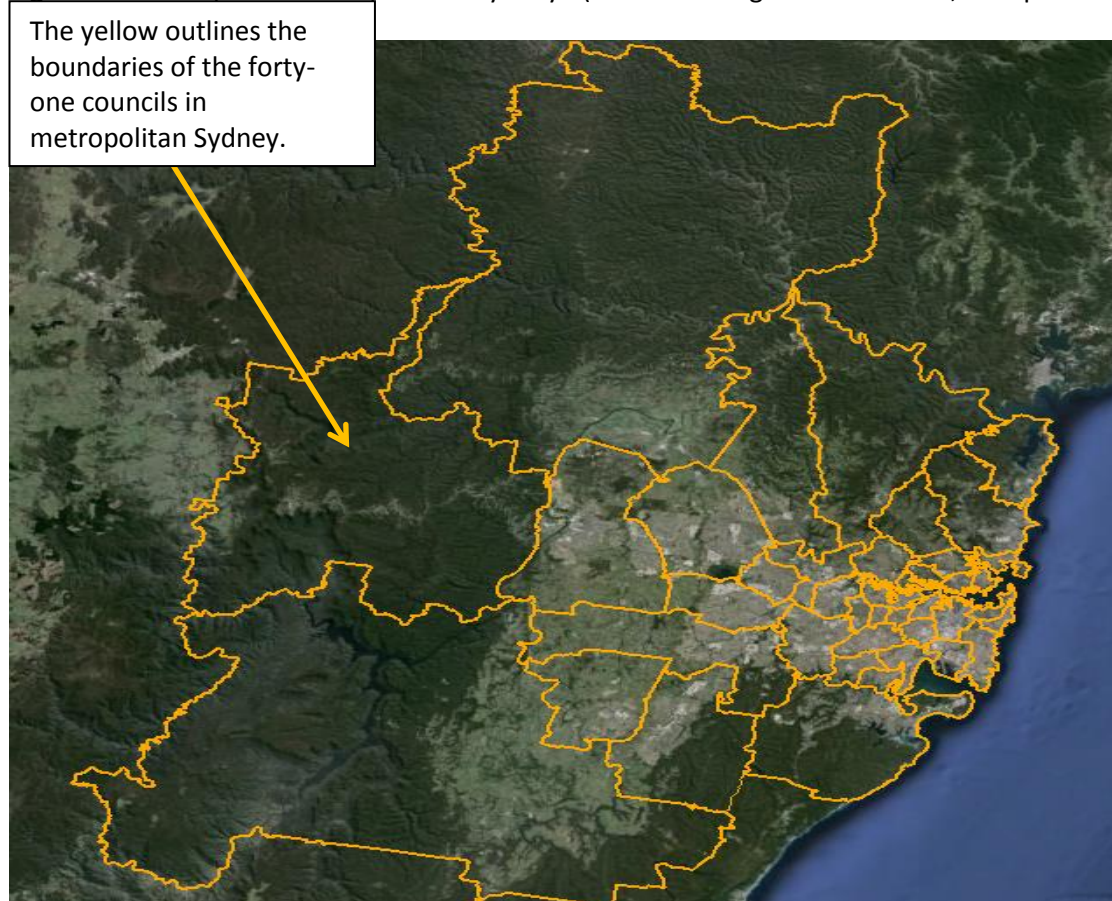 The yellow outlines the
boundaries of the forty-
one councils in
metropolitan Sydney.